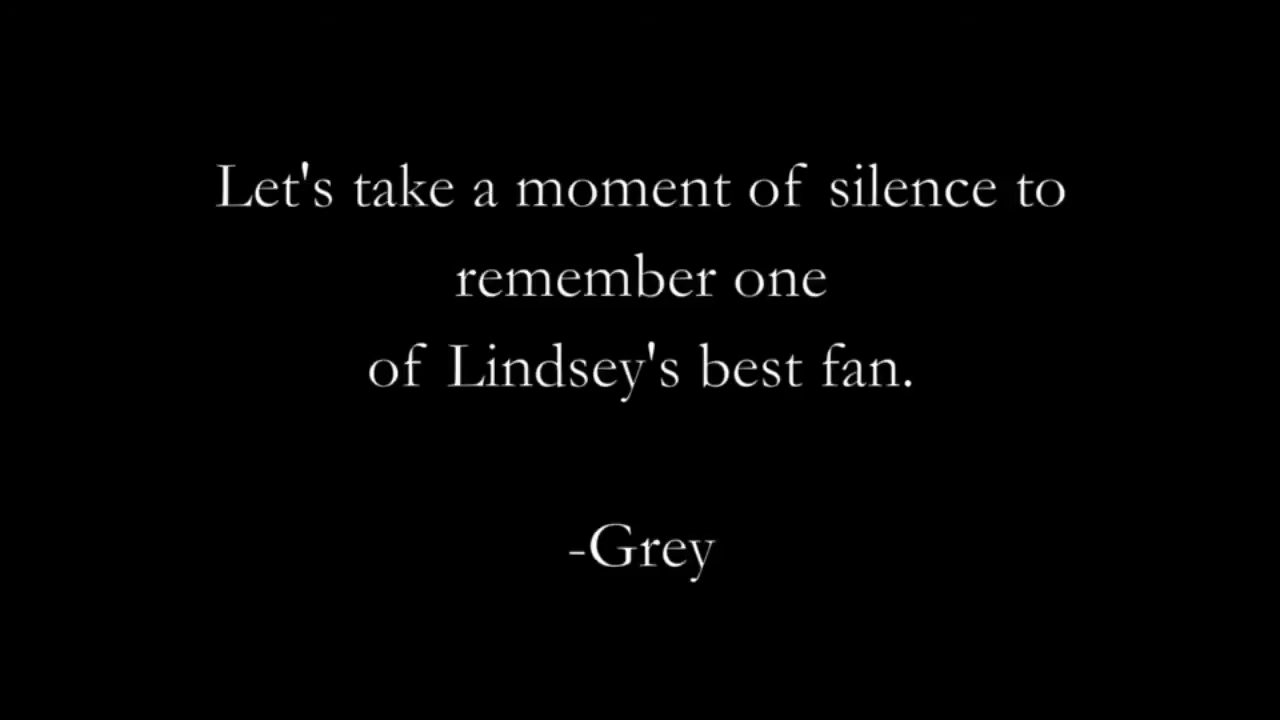 Let's take a moment of silence to
remember one
of Lindsey's best fan.
-Grey